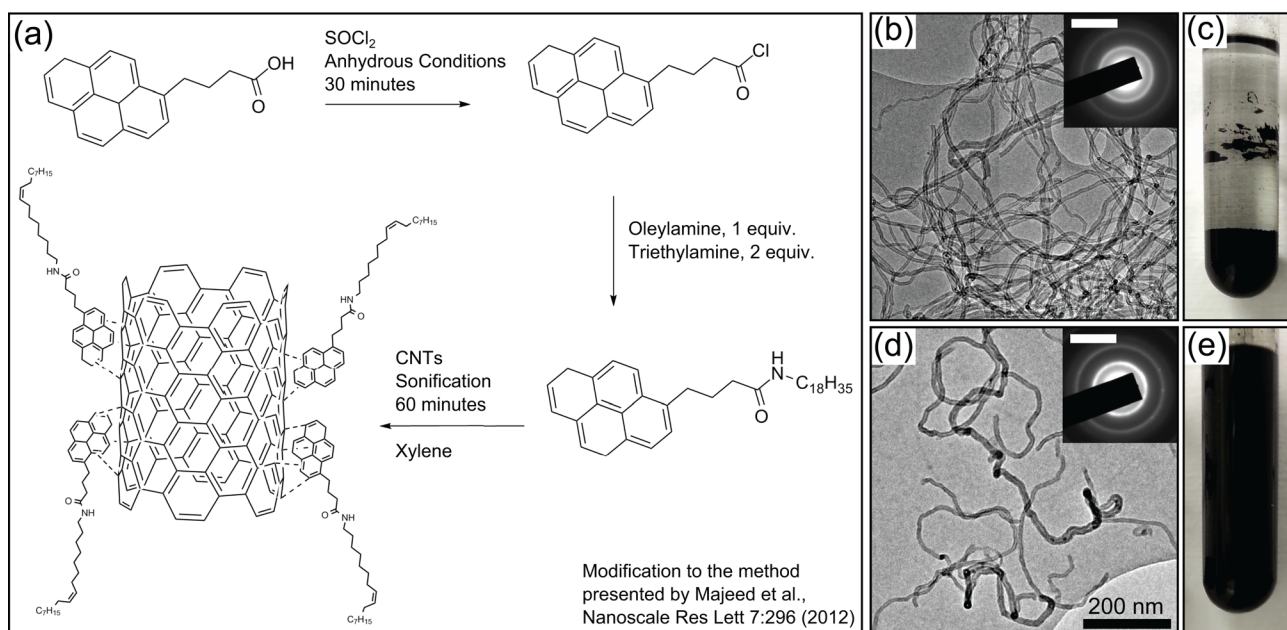 (a)
SOCl2
Anhydrous Conditions
30 minutes
OH
O
Cl
O
Oleylamine, 1 equiv.
Triethylamine, 2 equiv.
H
N
C18H35
O
CNTs
Sonification
60 minutes
Xylene
C7H15
HN
O
C7H15
HN
O
O
NH
C7H15
O
NH
C7H15
Modification to the method
presented by Majeed et al.,
Nanoscale Res Lett 7:296 (2012)
(b)
(c)
(d)
200 nm
(e)